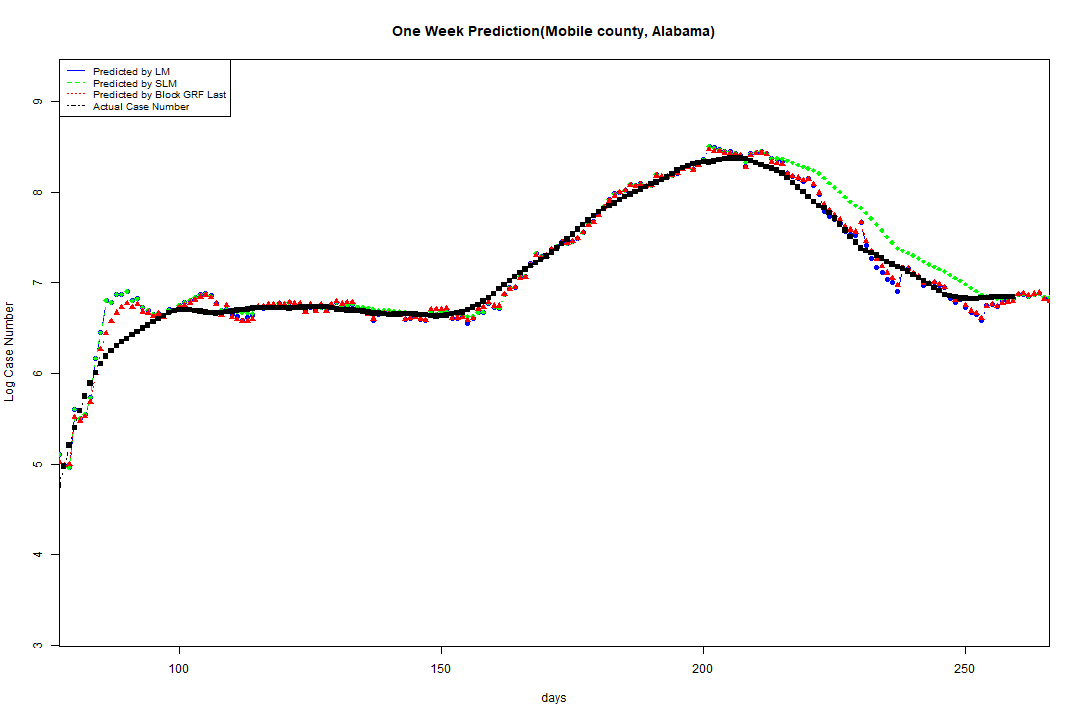 One Week Prediction(Mobile county, Alabama)
Predicted by LM
Predicted by SLM
Predicted by Block GRF Last
Actual Case Number
9
8
7
6
5
4
3
Log Case Number
100 150 200 250
days